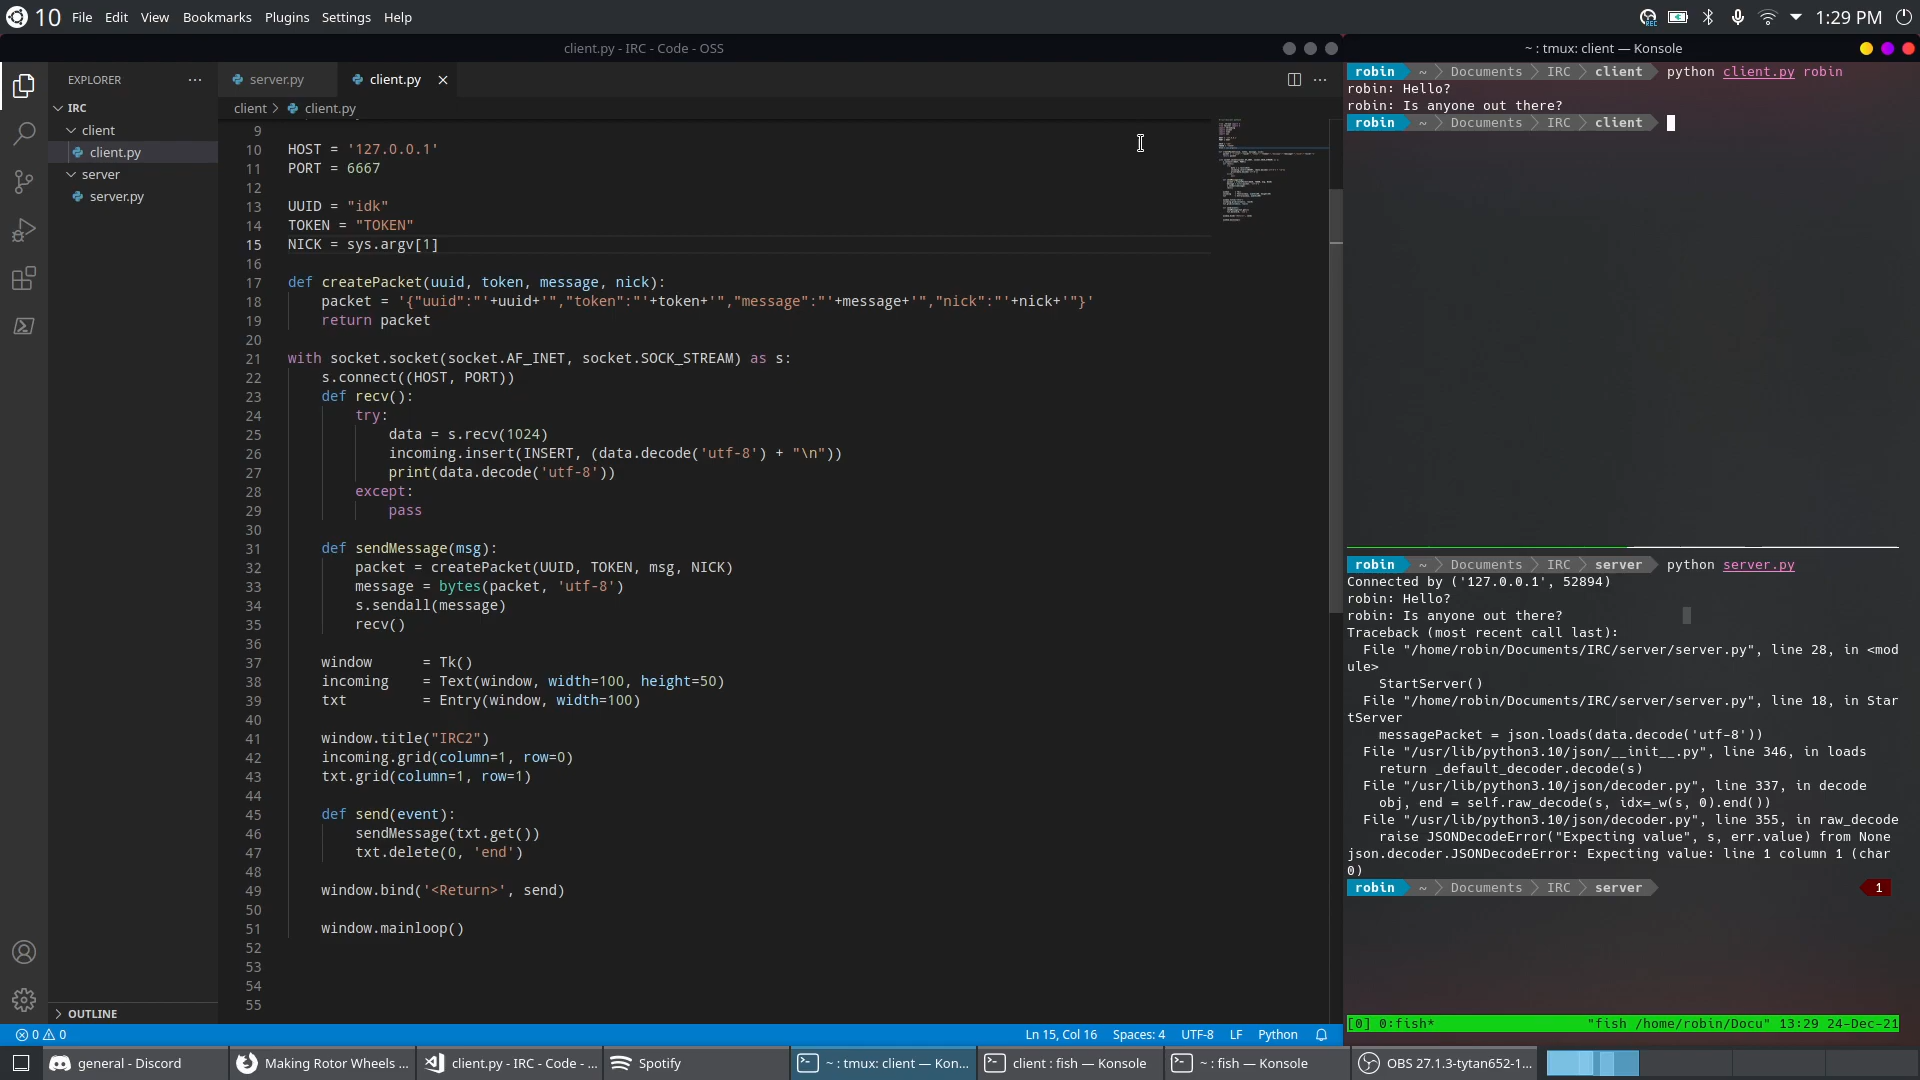 10 File Edit View Bookmarks Plugins Settings Help
1:29 PM
client.py - IRC - Code - OSS
~ : tmux: client — Konsole
EXPLORER
server.py
client.py
IRC
client
client.py
server
server.py
OUTLINE
client > client.py
9
10 HOST = '127.0.0.1'
11 PORT = 6667
12
13 UUID = "idk"
14 TOKEN = "TOKEN"
15 NICK = sys.argv[1]
16
17 def createPacket(uuid, token, message, nick):
18 packet = '{"uuid":"'+uuid+'","token":"'+token+'","message":"'+message+'","nick":"'+nick+'"}'
19 return packet
20
21 with socket.socket(socket.AF_INET, socket.SOCK_STREAM) as s:
22 s.connect((HOST, PORT))
23 def recv():
24 try:
25 data = s.recv(1024)
26 incoming.insert(INSERT, (data.decode('utf-8') + "\n"))
27 print(data.decode('utf-8'))
28 except:
29 pass
30
31 def sendMessage(msg):
32 packet = createPacket(UUID, TOKEN, msg, NICK)
33 message = bytes(packet, 'utf-8')
34 s.sendall(message)
35 recv()
36
37 window = Tk()
38 incoming = Text(window, width=100, height=50)
39 txt = Entry(window, width=100)
40
41 window.title("IRC2")
42 incoming.grid(column=1, row=0)
43 txt.grid(column=1, row=1)
44
45 def send(event):
46 sendMessage(txt.get())
47 txt.delete(0, 'end')
48
49 window.bind('<Return>', send)
50
51 window.mainloop()
52
53
54
55
robin ~ Documents IRC client python client.py robin
robin: Hello?
robin: Is anyone out there?
robin ~ Documents IRC client
robin ~ Documents IRC server python server.py
Connected by ('127.0.0.1', 52894)
robin: Hello?
robin: Is anyone out there?
Traceback (most recent call last):
File "/home/robin/Documents/IRC/server/server.py", line 28, in <mod
ule>
StartServer()
File "/home/robin/Documents/IRC/server/server.py", line 18, in Star
tServer
messagePacket = json.loads(data.decode('utf-8'))
File "/usr/lib/python3.10/json/__init__.py", line 346, in loads
return _default_decoder.decode(s)
File "/usr/lib/python3.10/json/decoder.py", line 337, in decode
obj, end = self.raw_decode(s, idx=_w(s, 0).end())
File "/usr/lib/python3.10/json/decoder.py", line 355, in raw_decode
raise JSONDecodeError("Expecting value", s, err.value) from None
json.decoder.JSONDecodeError: Expecting value: line 1 column 1 (char
0)
robin ~ Documents IRC server 1
[0] 0:fish* "fish /home/robin/Docu" 13:29 24-Dec-21
0 0 Ln 15, Col 16 Spaces: 4 UTF-8 LF Python
general - Discord
Making Rotor Wheels ...
client.py - IRC - Code - ...
Spotify
~ : tmux: client — Kon...
client : fish — Konsole
~ : fish — Konsole
OBS 27.1.3-tytan652-1...